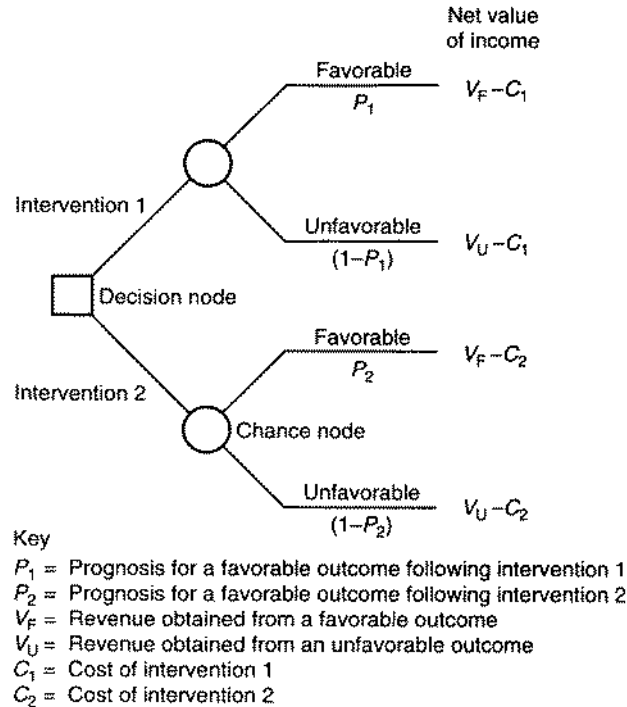 Net value
of income
Favorable
P₁
V_F – C₁
Intervention 1
Unfavorable
(1–P₁)
V_U – C₁
Decision node
Favorable
P₂
V_F – C₂
Intervention 2
Chance node
Unfavorable
(1–P₂)
V_U – C₂
Key
P₁ = Prognosis for a favorable outcome following intervention 1
P₂ = Prognosis for a favorable outcome following intervention 2
V_F = Revenue obtained from a favorable outcome
V_U = Revenue obtained from an unfavorable outcome
C₁ = Cost of intervention 1
C₂ = Cost of intervention 2